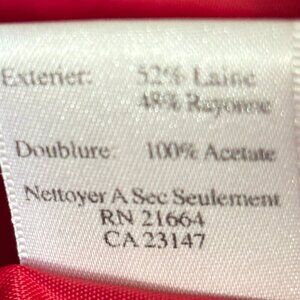 Exterier: 52% Laine
48% Rayonne
Doublure: 100% Acetate
Nettoyer A Sec Seulement
RN 21664
CA 23147